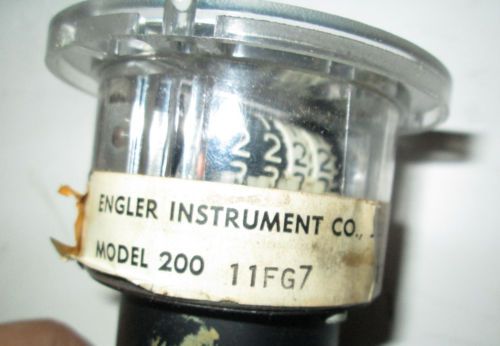 2 2 2 2
ENGLER INSTRUMENT CO.,
MODEL 200 11FG7